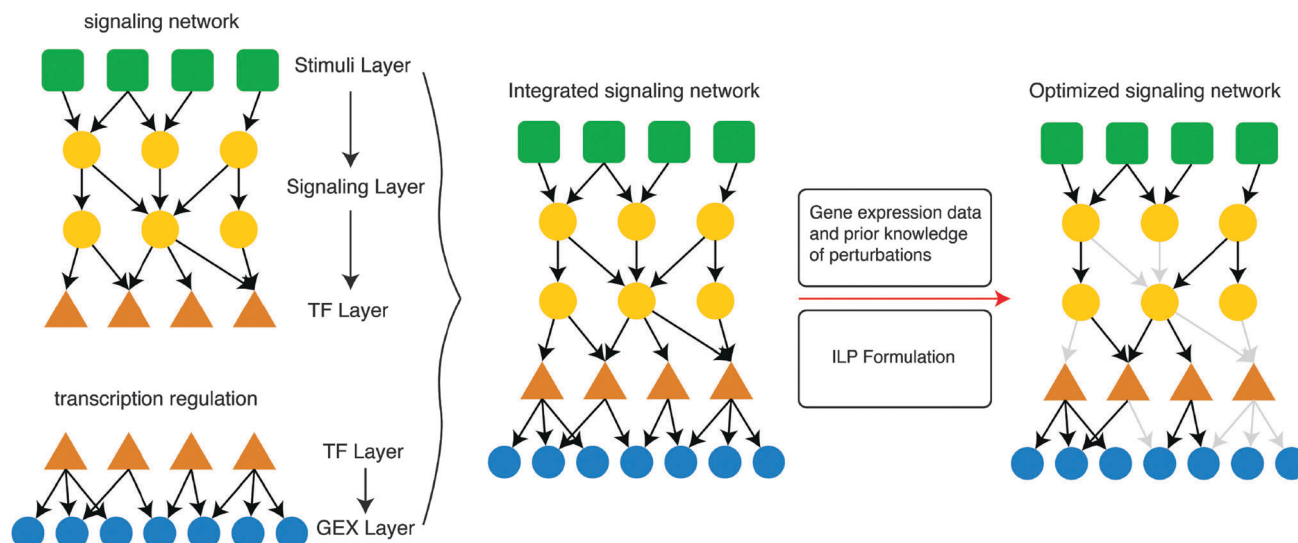 signaling network
Stimuli Layer
Signaling Layer
TF Layer
transcription regulation
TF Layer
GEX Layer
Integrated signaling network
Gene expression data
and prior knowledge
of perturbations
ILP Formulation
Optimized signaling network